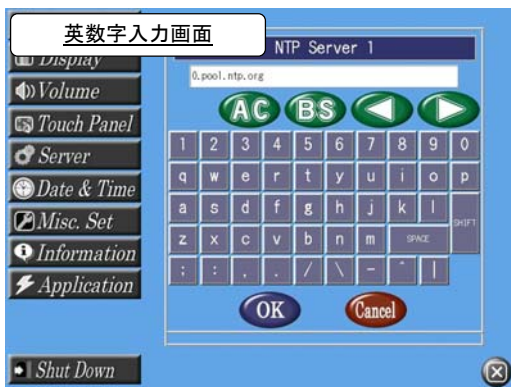 英数字入力画面
Display
Volume
Touch Panel
Server
Date & Time
Misc. Set
Information
Application
Shut Down
NTP Server 1
0.pool.ntp.org
AC BS
1 2 3 4 5 6 7 8 9 0
q w e r t y u i o p
a s d f g h j k l SHIFT
z x c v b n m SPACE
; : , . / \ - ^ |
OK Cancel